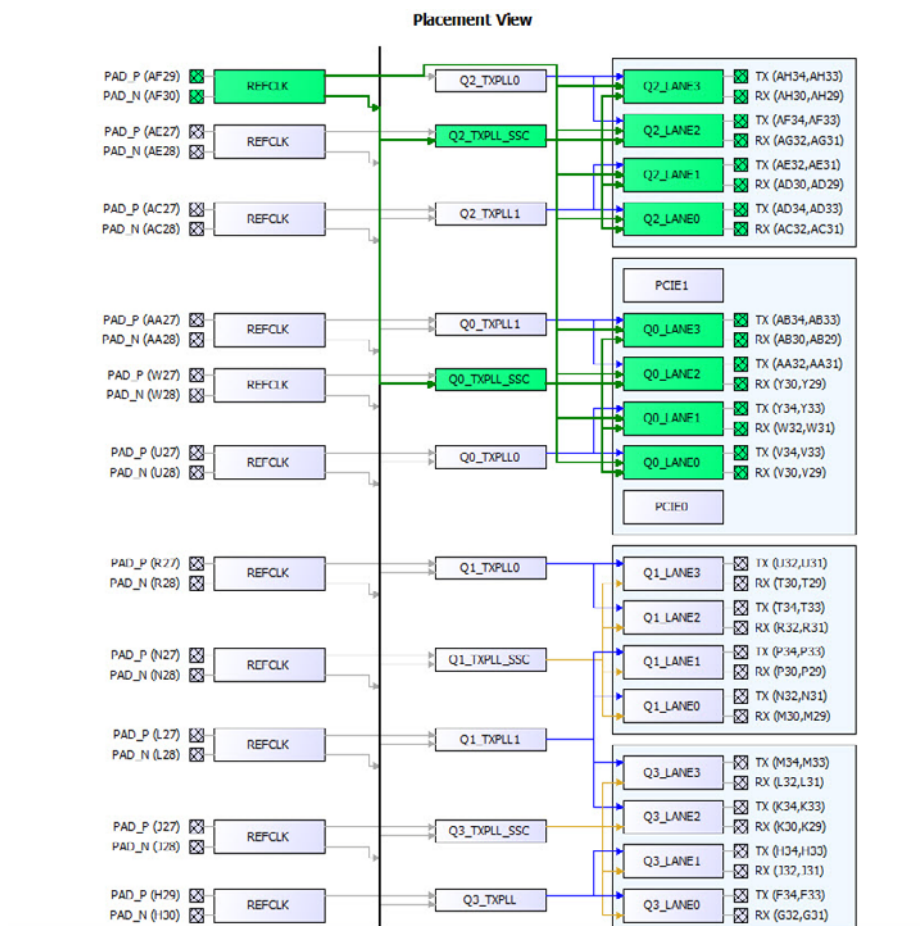 Placement View
PAD_P (AF29)
PAD_N (AF30)
REFCLK
Q2_TXPLL0
Q2_LANE3
TX (AH34,AH33)
RX (AH30,AH29)
PAD_P (AE27)
PAD_N (AE28)
REFCLK
Q2_TXPLL_SSC
Q2_LANE2
TX (AF34,AF33)
RX (AG32,AG31)
Q2_LANE1
TX (AE32,AE31)
RX (AD30,AD29)
PAD_P (AC27)
PAD_N (AC28)
REFCLK
Q2_TXPLL1
Q2_LANE0
TX (AD34,AD33)
RX (AC32,AC31)
PCIE1
PAD_P (AA27)
PAD_N (AA28)
REFCLK
Q0_TXPLL1
Q0_LANE3
TX (AB34,AB33)
RX (AB30,AB29)
PAD_P (W27)
PAD_N (W28)
REFCLK
Q0_TXPLL_SSC
Q0_LANE2
TX (AA32,AA31)
RX (Y30,Y29)
Q0_LANE1
TX (Y34,Y33)
RX (W32,W31)
PAD_P (U27)
PAD_N (U28)
REFCLK
Q0_TXPLL0
Q0_LANE0
TX (V34,V33)
RX (V30,V29)
PCIE0
PAD_P (R27)
PAD_N (R28)
REFCLK
Q1_TXPLL0
Q1_LANE3
TX (U32,U31)
RX (T30,T29)
Q1_LANE2
TX (T34,T33)
RX (R32,R31)
PAD_P (N27)
PAD_N (N28)
REFCLK
Q1_TXPLL_SSC
Q1_LANE1
TX (P34,P33)
RX (P30,P29)
Q1_LANE0
TX (N32,N31)
RX (M30,M29)
PAD_P (L27)
PAD_N (L28)
REFCLK
Q1_TXPLL1
Q3_LANE3
TX (M34,M33)
RX (L32,L31)
PAD_P (J27)
PAD_N (J28)
REFCLK
Q3_TXPLL_SSC
Q3_LANE2
TX (K34,K33)
RX (K30,K29)
Q3_LANE1
TX (H34,H33)
RX (J32,J31)
PAD_P (H29)
PAD_N (H30)
REFCLK
Q3_TXPLL
Q3_LANE0
TX (F34,F33)
RX (G32,G31)